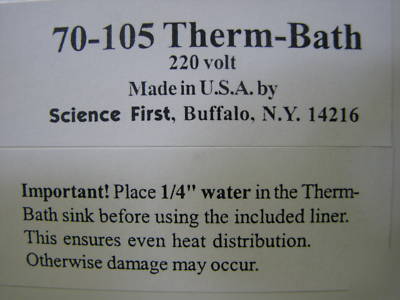 70-105 Therm-Bath
220 volt
Made in U.S.A. by
Science First, Buffalo, N.Y. 14216
Important! Place 1/4" water in the Therm-
Bath sink before using the included liner.
This ensures even heat distribution.
Otherwise damage may occur.